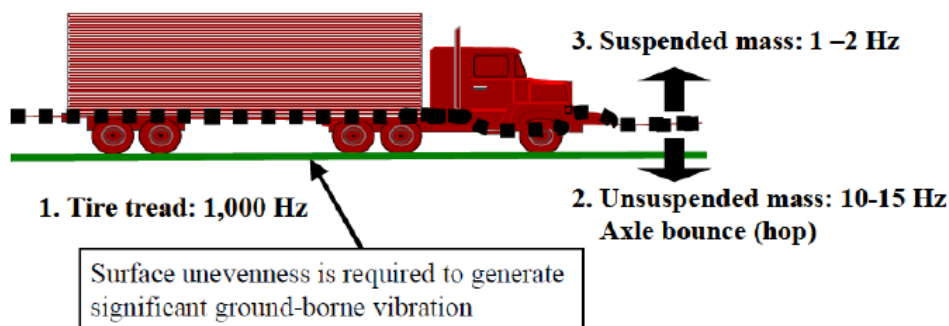 3. Suspended mass: 1 –2 Hz
1. Tire tread: 1,000 Hz
2. Unsuspended mass: 10-15 Hz
Axle bounce (hop)
Surface unevenness is required to generate
significant ground-borne vibration